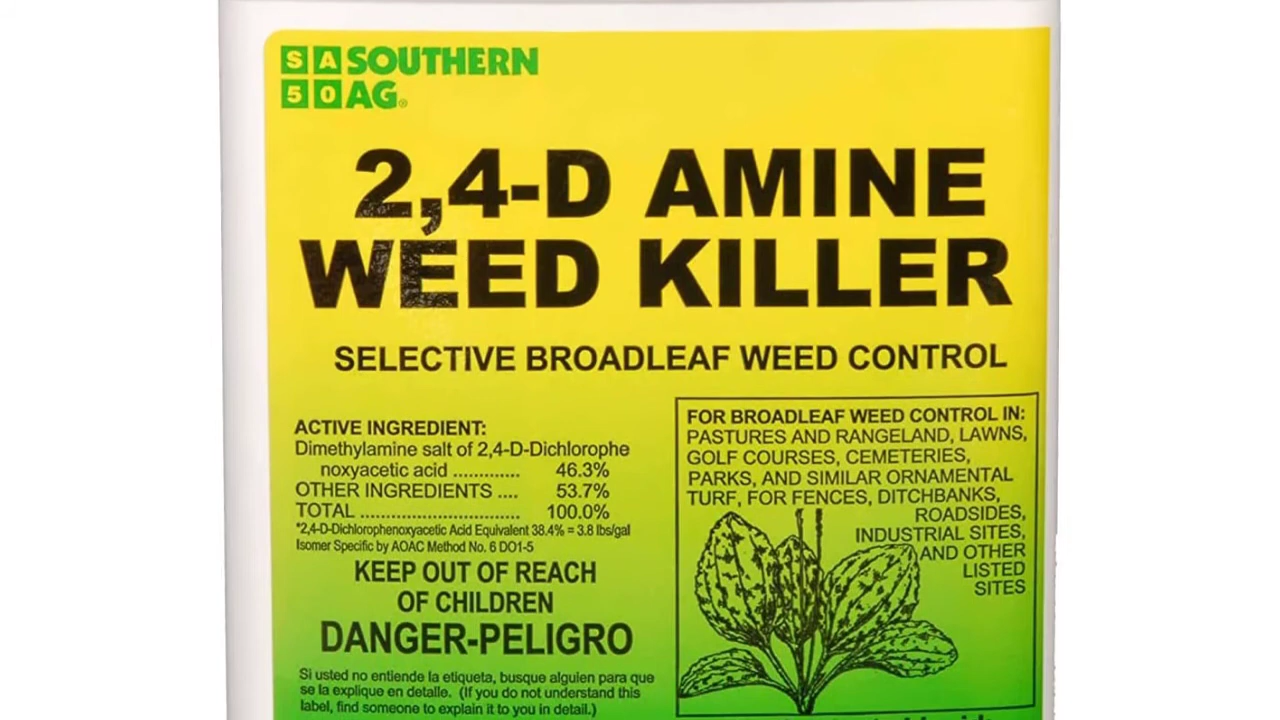 SA SOUTHERN
50 AG®
2,4-D AMINE
WEED KILLER
SELECTIVE BROADLEAF WEED CONTROL
ACTIVE INGREDIENT:
Dimethylamine salt of 2,4-D-Dichlorophe
noxyacetic acid ............. 46.3%
OTHER INGREDIENTS .... 53.7%
TOTAL ............................... 100.0%
*2,4-D-Dichlorophenoxyacetic Acid Equivalent 38.4% = 3.8 lbs/gal
Isomer Specific by AOAC Method No. 6 DO1-5
KEEP OUT OF REACH
OF CHILDREN
DANGER-PELIGRO
Si usted no entiende la etiqueta, busque alguien para que
se la explique en detalle. (If you do not understand this
label, find someone to explain it to you in detail.)
FOR BROADLEAF WEED CONTROL IN:
PASTURES AND RANGELAND, LAWNS,
GOLF COURSES, CEMETERIES,
PARKS, AND SIMILAR ORNAMENTAL
TURF, FOR FENCES, DITCHBANKS,
ROADSIDES,
INDUSTRIAL SITES,
AND OTHER
LISTED
SITES